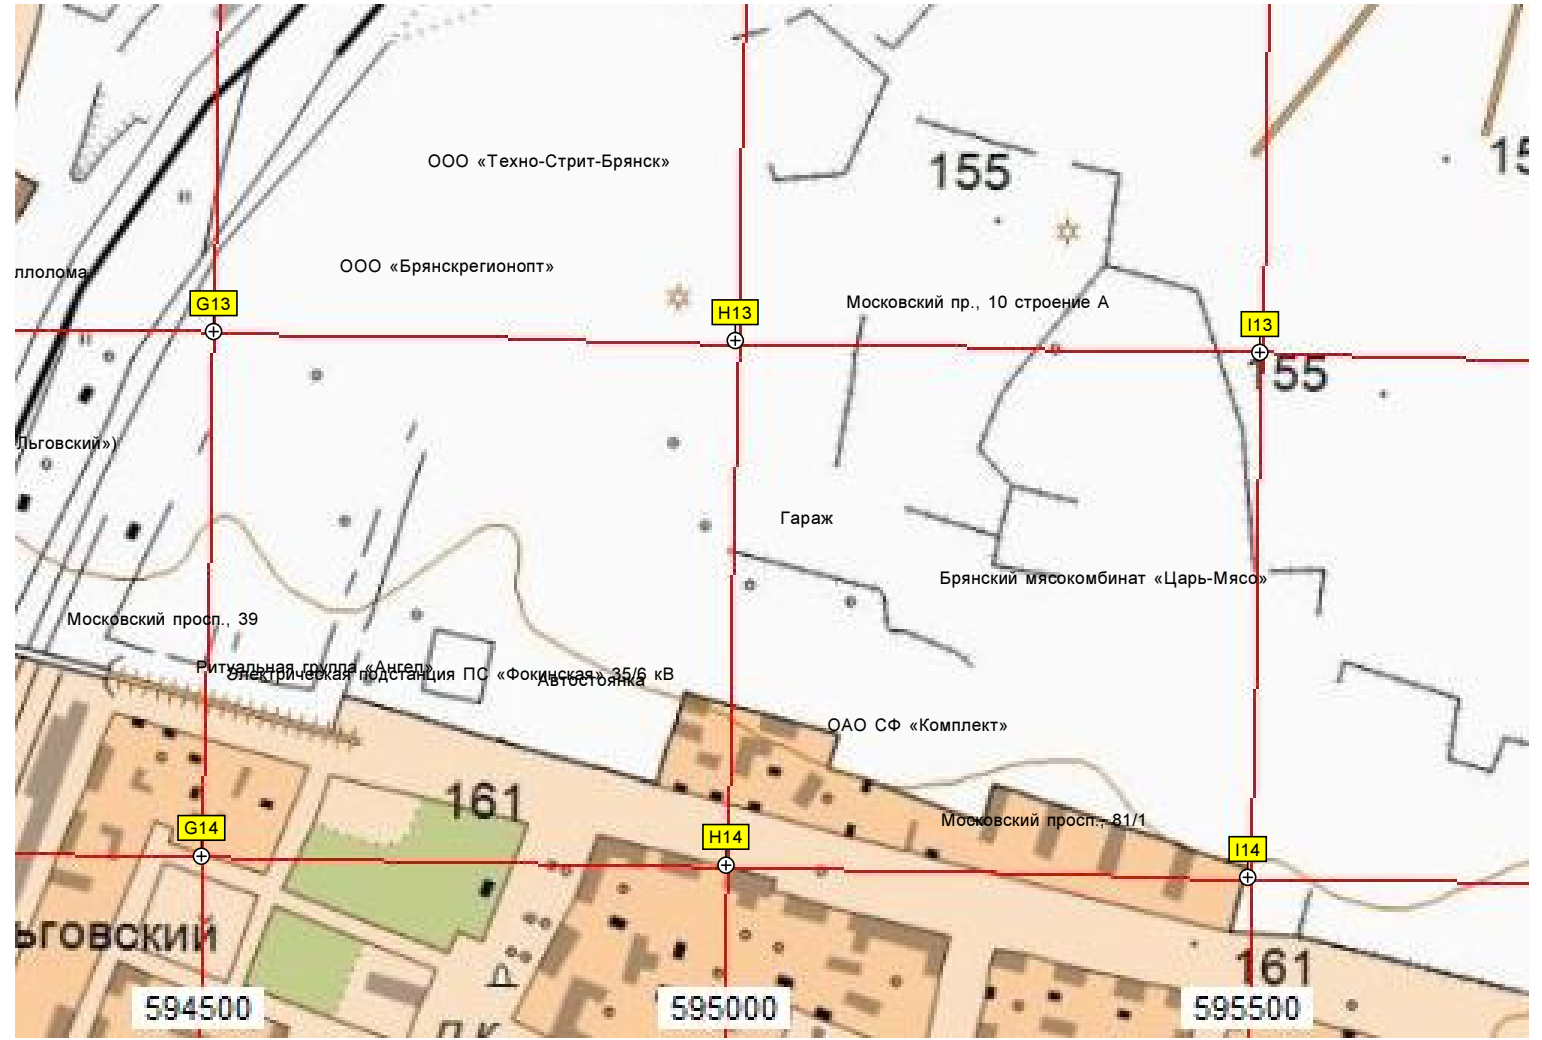 ООО «Техно-Стрит-Брянск»
155
15
ООО «Брянскрегионопт»
ллолома
G13
H13
Московский пр., 10 строение А
I13
155
Льговский»)
Гараж
Брянский мясокомбинат «Царь-Мясо»
Московский просп., 39
Ритуальная группа «Ангел»
Электрическая подстанция ПС «Фокинская» 35/6 кВ
Автостоянка
ОАО СФ «Комплект»
161
Московский просп., 81/1
G14
H14
I14
ьговский
161
594500
595000
595500
П.К